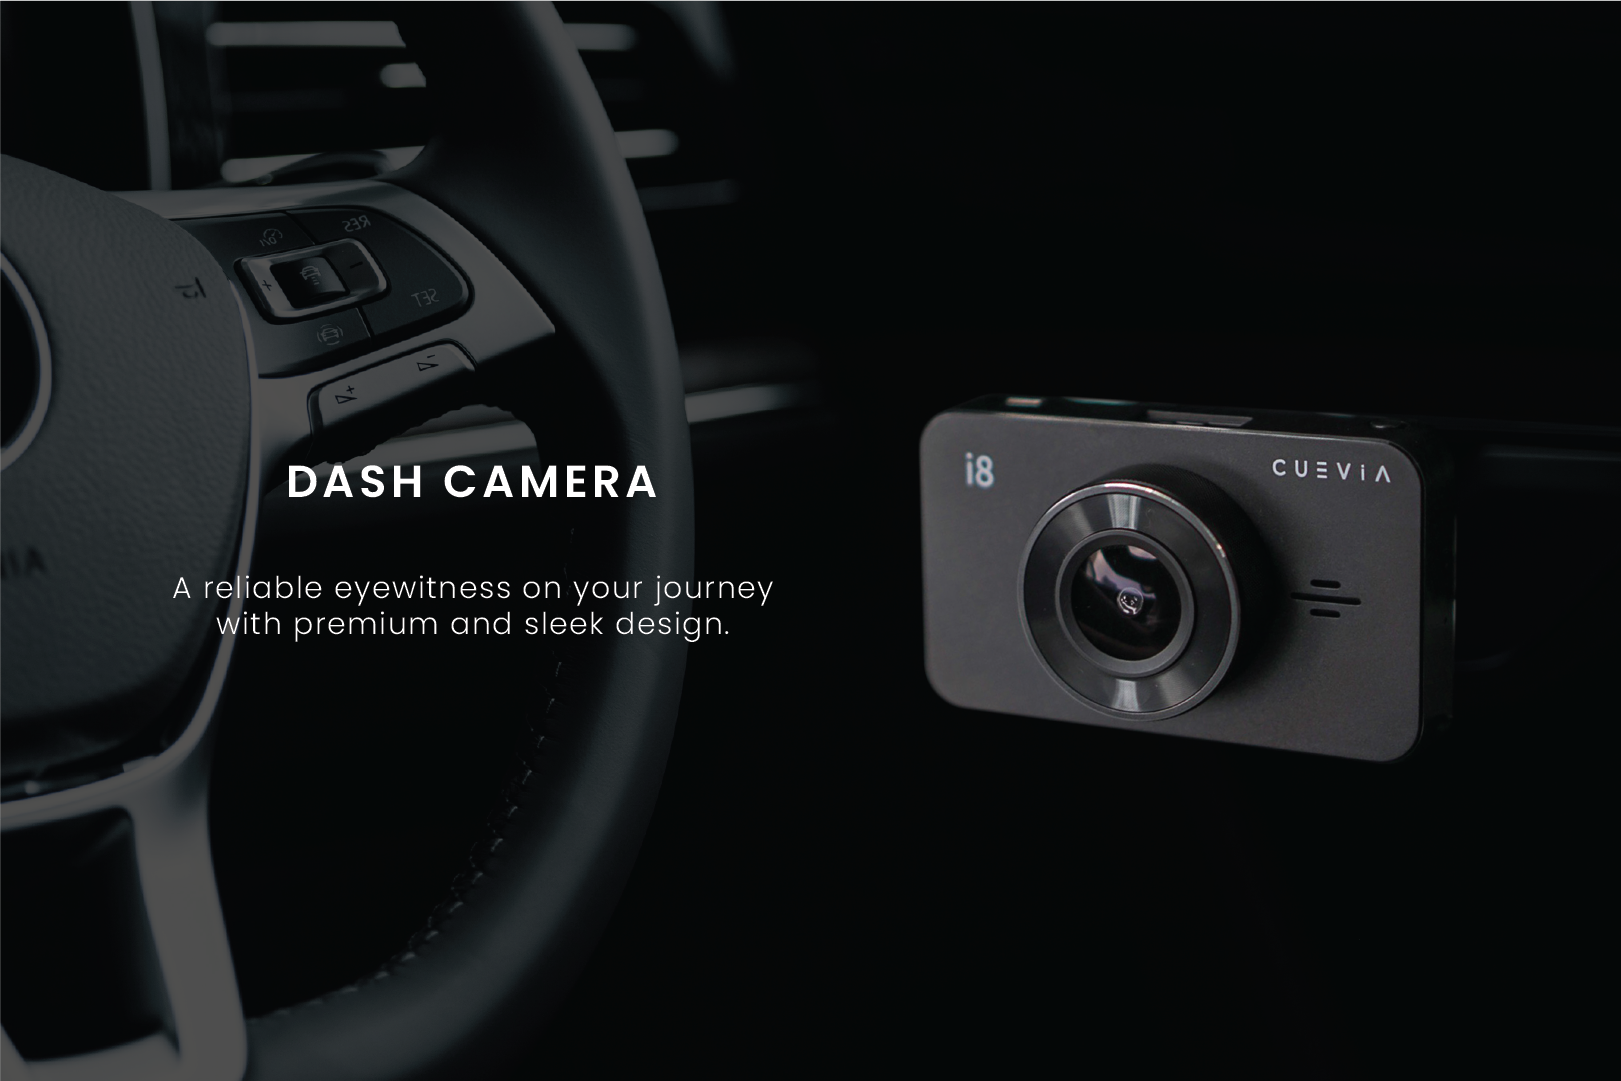 RES
SET
DASH CAMERA
A reliable eyewitness on your journey
with premium and sleek design.
i8
CUEViA